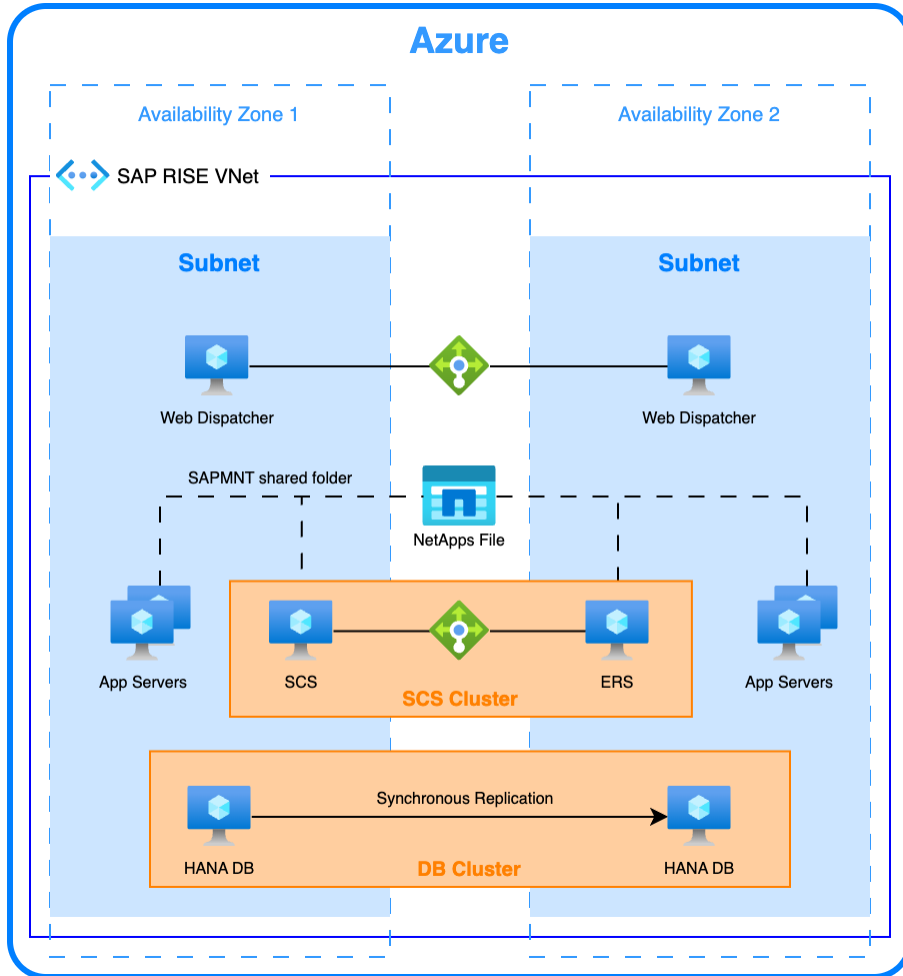 Azure
Availability Zone 1
Availability Zone 2
SAP RISE VNet
Subnet
Subnet
Web Dispatcher
Web Dispatcher
SAPMNT shared folder
NetApps File
App Servers
SCS
ERS
App Servers
SCS Cluster
Synchronous Replication
HANA DB
HANA DB
DB Cluster